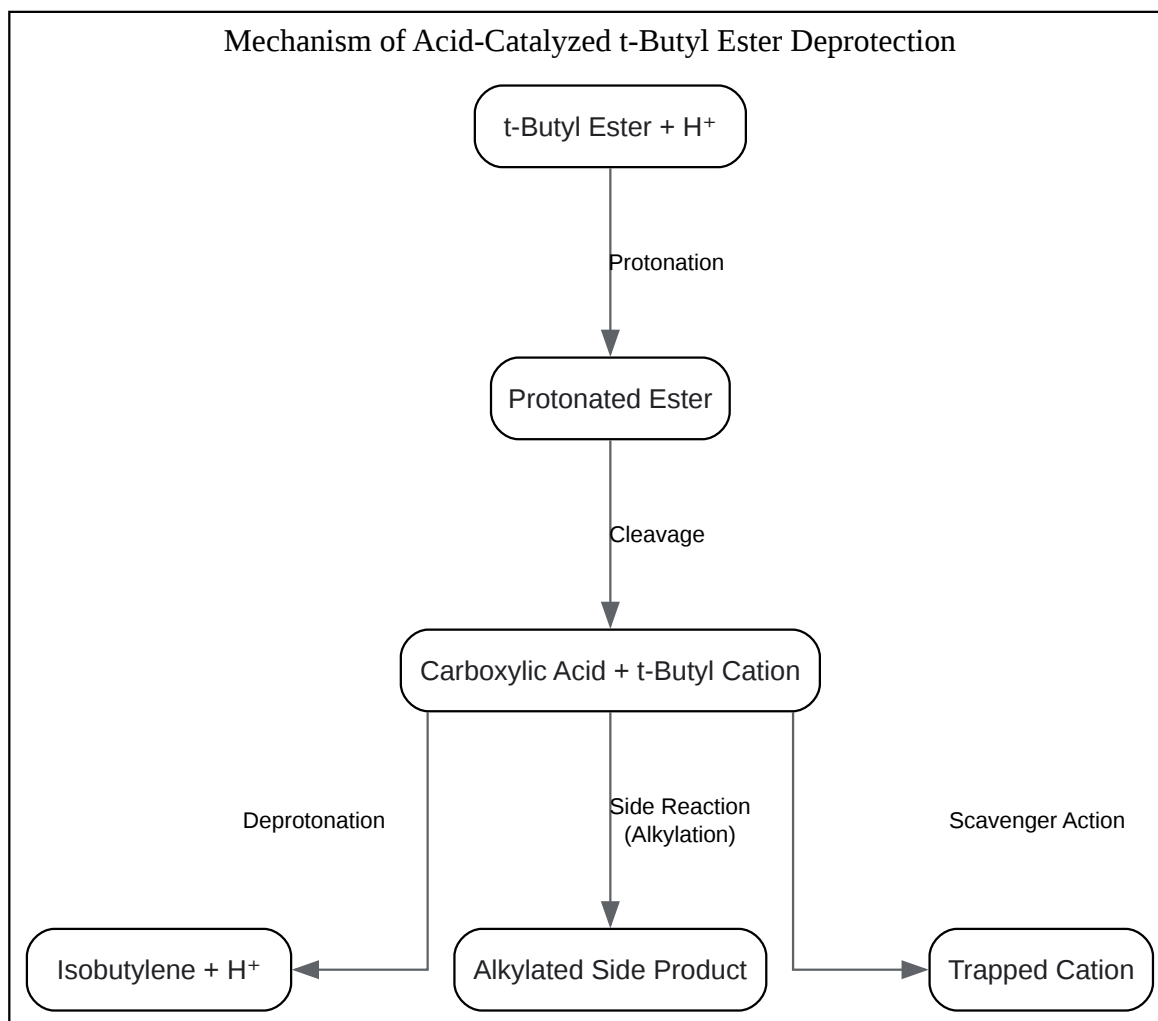 Mechanism of Acid-Catalyzed t-Butyl Ester Deprotection
t-Butyl Ester + H⁺
Protonation
Protonated Ester
Cleavage
Carboxylic Acid + t-Butyl Cation
Deprotonation
Side Reaction
(Alkylation)
Scavenger Action
Isobutylene + H⁺
Alkylated Side Product
Trapped Cation